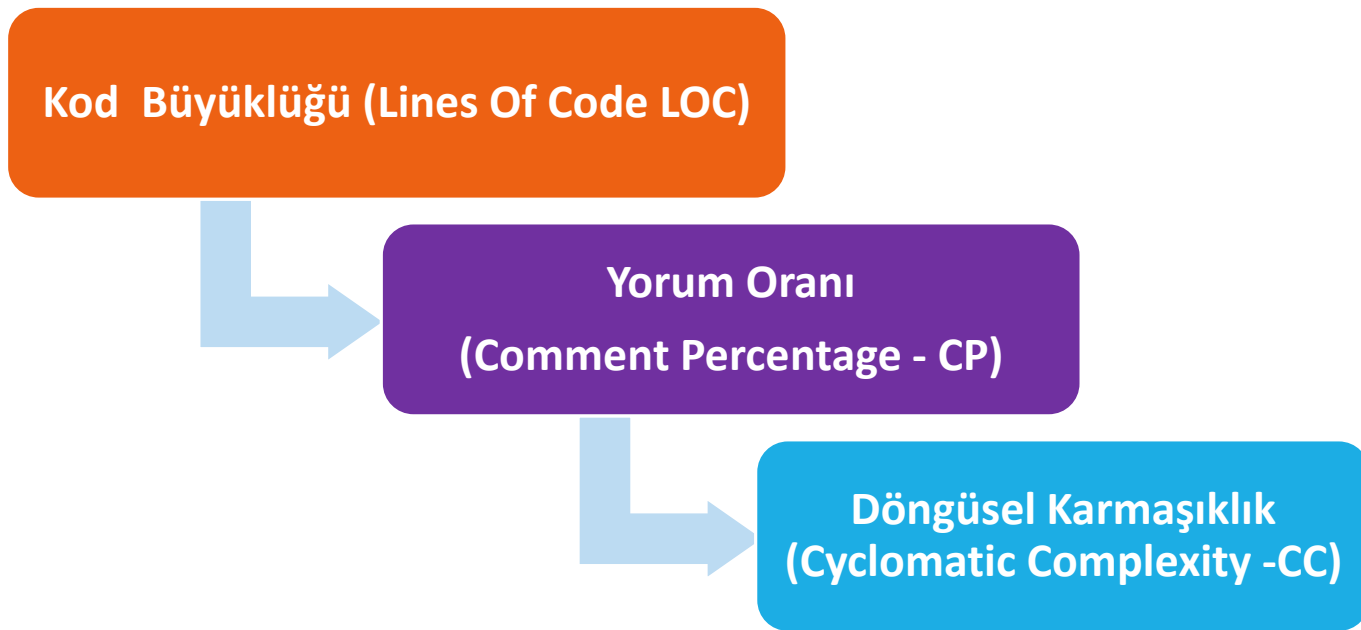 Kod Büyüklüğü (Lines Of Code LOC)
Yorum Oranı
(Comment Percentage - CP)
Döngüsel Karmaşıklık
(Cyclomatic Complexity -CC)